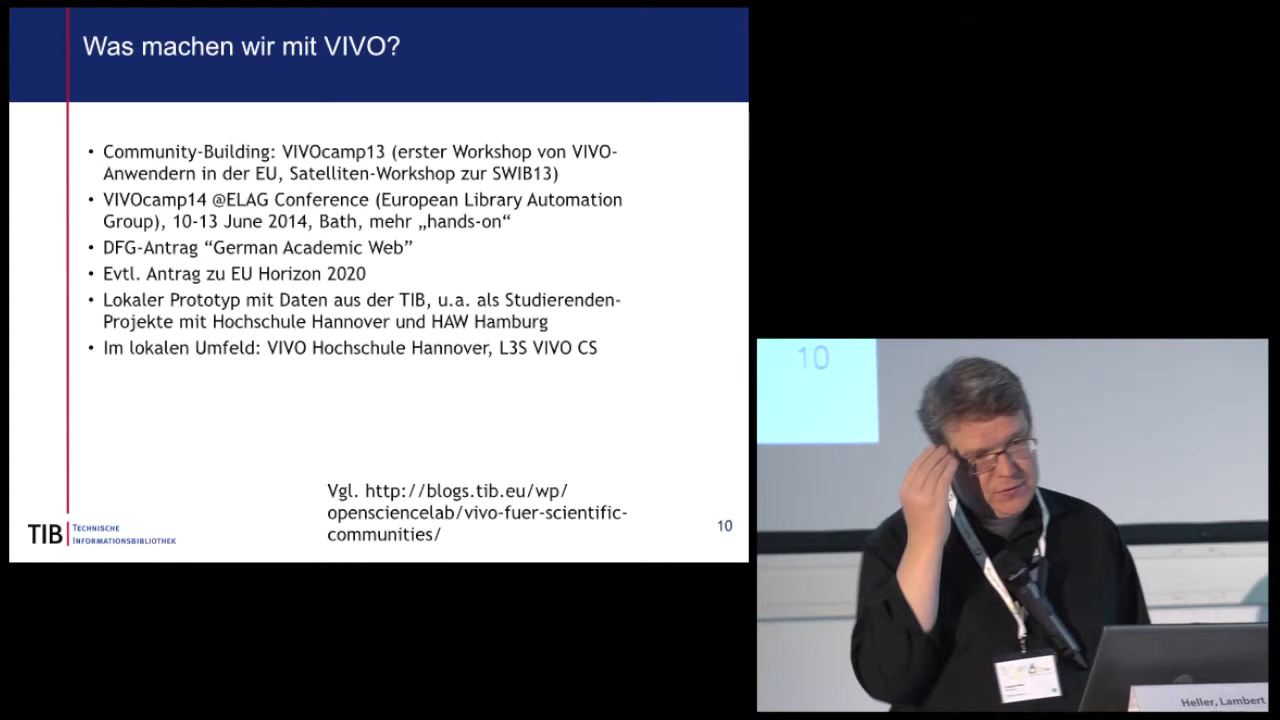 Was machen wir mit VIVO?
• Community-Building: VIVOcamp13 (erster Workshop von VIVO-
Anwendern in der EU, Satelliten-Workshop zur SWIB13)
• VIVOcamp14 @ELAG Conference (European Library Automation
Group), 10-13 June 2014, Bath, mehr „hands-on“
• DFG-Antrag “German Academic Web”
• Evtl. Antrag zu EU Horizon 2020
• Lokaler Prototyp mit Daten aus der TIB, u.a. als Studierenden-
Projekte mit Hochschule Hannover und HAW Hamburg
• Im lokalen Umfeld: VIVO Hochschule Hannover, L3S VIVO CS
Vgl. http://blogs.tib.eu/wp/
opensciencelab/vivo-fuer-scientific-
communities/
TIB TECHNISCHE
INFORMATIONSBIBLIOTHEK
10
10
Heller, Lambert